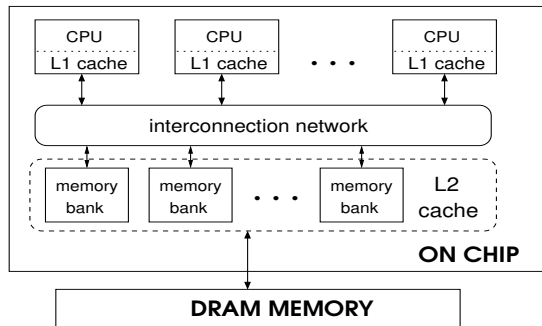 CPU
L1 cache
CPU
L1 cache
. . .
CPU
L1 cache
interconnection network
memory
bank
memory
bank
. . .
memory
bank
L2
cache
ON CHIP
DRAM MEMORY